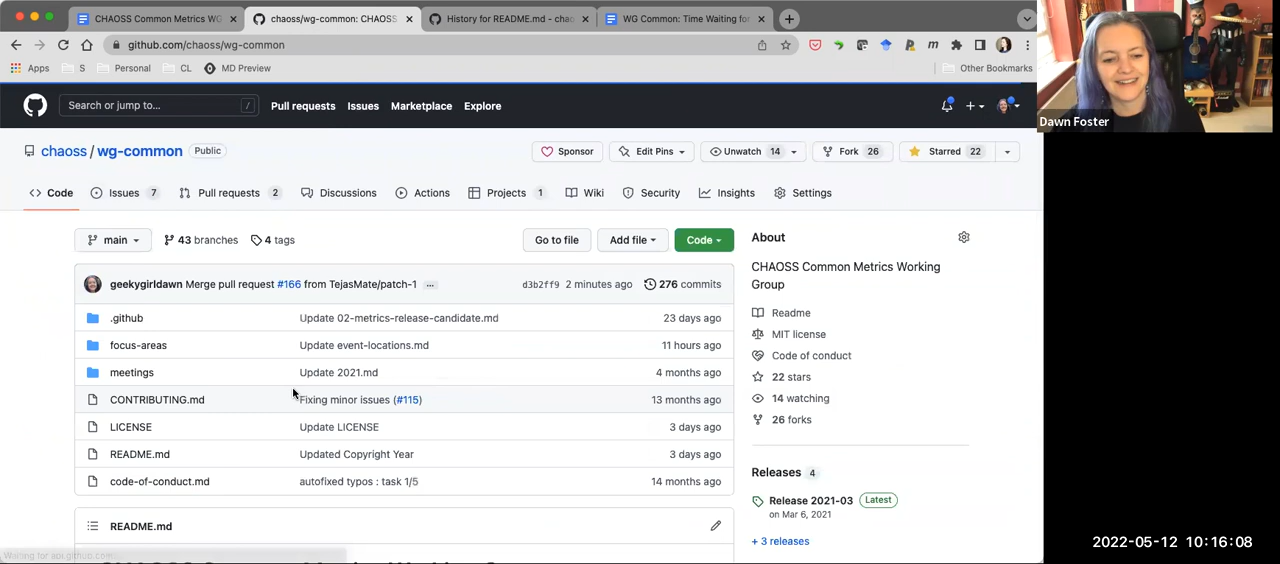 CHAOSS Common Metrics WG
chaoss/wg-common: CHAOSS
History for README.md - chao
WG Common: Time Waiting for
github.com/chaoss/wg-common
Apps
S
Personal
CL
MD Preview
Other Bookmarks
Search or jump to...
/
Pull requests
Issues
Marketplace
Explore
chaoss / wg-common
Public
Sponsor
Edit Pins
Unwatch 14
Fork 26
Starred 22
Code
Issues 7
Pull requests 2
Discussions
Actions
Projects 1
Wiki
Security
Insights
Settings
main
43 branches
4 tags
Go to file
Add file
Code
geekygirldawn Merge pull request #166 from TejasMate/patch-1 ... d3b2ff9 2 minutes ago 276 commits
.github Update 02-metrics-release-candidate.md 23 days ago
focus-areas Update event-locations.md 11 hours ago
meetings Update 2021.md 4 months ago
CONTRIBUTING.md Fixing minor issues (#115) 13 months ago
LICENSE Update LICENSE 3 days ago
README.md Updated Copyright Year 3 days ago
code-of-conduct.md autofixed typos : task 1/5 14 months ago
README.md
About
CHAOSS Common Metrics Working
Group
Readme
MIT license
Code of conduct
22 stars
14 watching
26 forks
Releases 4
Release 2021-03 Latest
on Mar 6, 2021
+ 3 releases
Waiting for api.github.com...
Dawn Foster
2022-05-12 10:16:08